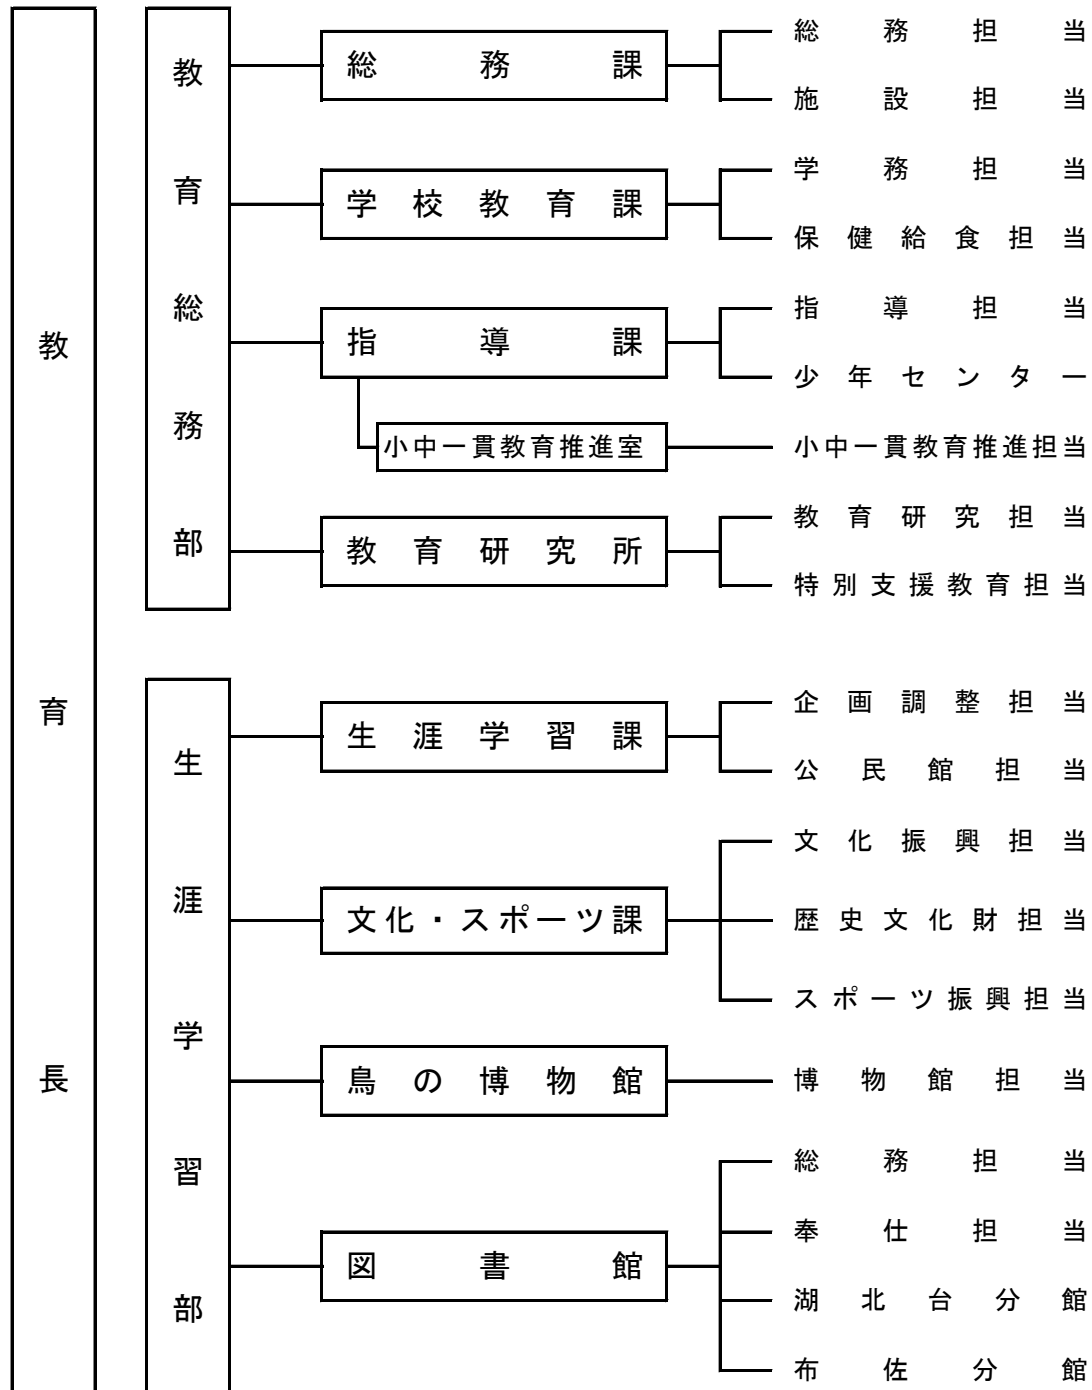 教育長
教育総務部
総務課
総務担当
施設担当
学校教育課
学務担当
保健給食担当
指導課
指導担当
少年センター
小中一貫教育推進室
小中一貫教育推進担当
教育研究所
教育研究担当
特別支援教育担当
生涯学習部
生涯学習課
企画調整担当
公民館担当
文化・スポーツ課
文化振興担当
歴史文化財担当
スポーツ振興担当
鳥の博物館
博物館担当
図書館
総務担当
奉仕担当
湖北台分館
布佐分館